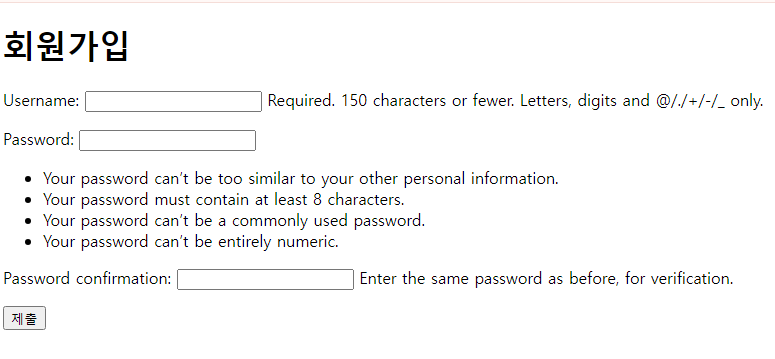 회원가입
Username: Required. 150 characters or fewer. Letters, digits and @/./+/-/_ only.
Password:
Your password can't be too similar to your other personal information.
Your password must contain at least 8 characters.
Your password can't be a commonly used password.
Your password can't be entirely numeric.
Password confirmation: Enter the same password as before, for verification.
제출